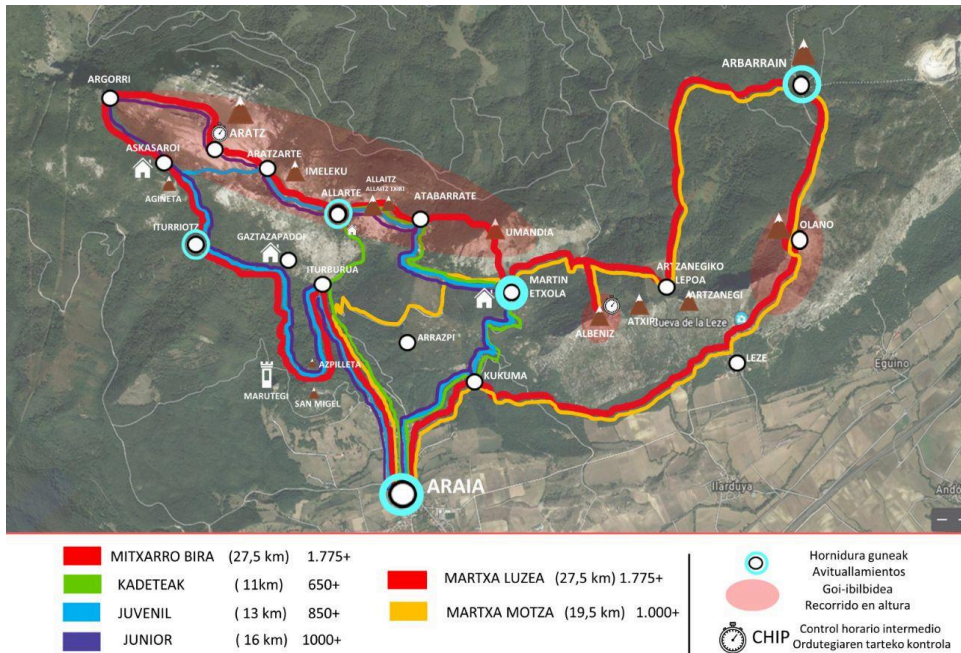 ARBARRAIN
ARGORRI
ARATZ
ASKASAROI
ARATZARTE
IMELEKU
AGINETA
ALLARTE
ALLAITZ
ALLAITZ TXIKI
ATABARRATE
ITURRIOTZ
GAZTAZAPADOF
UMANDIA
OLANO
ITURBURUA
MARTIN
ETXOLA
ARTZANEGIKO
LEPOA
ARTZANEGI
ALBENIZ
ATXIRI
Cueva de la Leze
ARRAZPI
AZPILLETA
MARUTEGI
SAN MIGEL
KUKUMA
LEZE
Eguino
Ilarduya
ARAIA
MITXARRO BIRA (27,5 km) 1.775+
KADETEAK ( 11km) 650+
JUVENIL ( 13 km) 850+
JUNIOR ( 16 km) 1000+
MARTXA LUZEA (27,5 km) 1.775+
MARTXA MOTZA (19,5 km) 1.000+
Hornidura guneak
Avituallamientos
Goi-ibilbidea
Recorrido en altura
CHIP
Control horario intermedio
Ordutegiaren tarteko kontrola